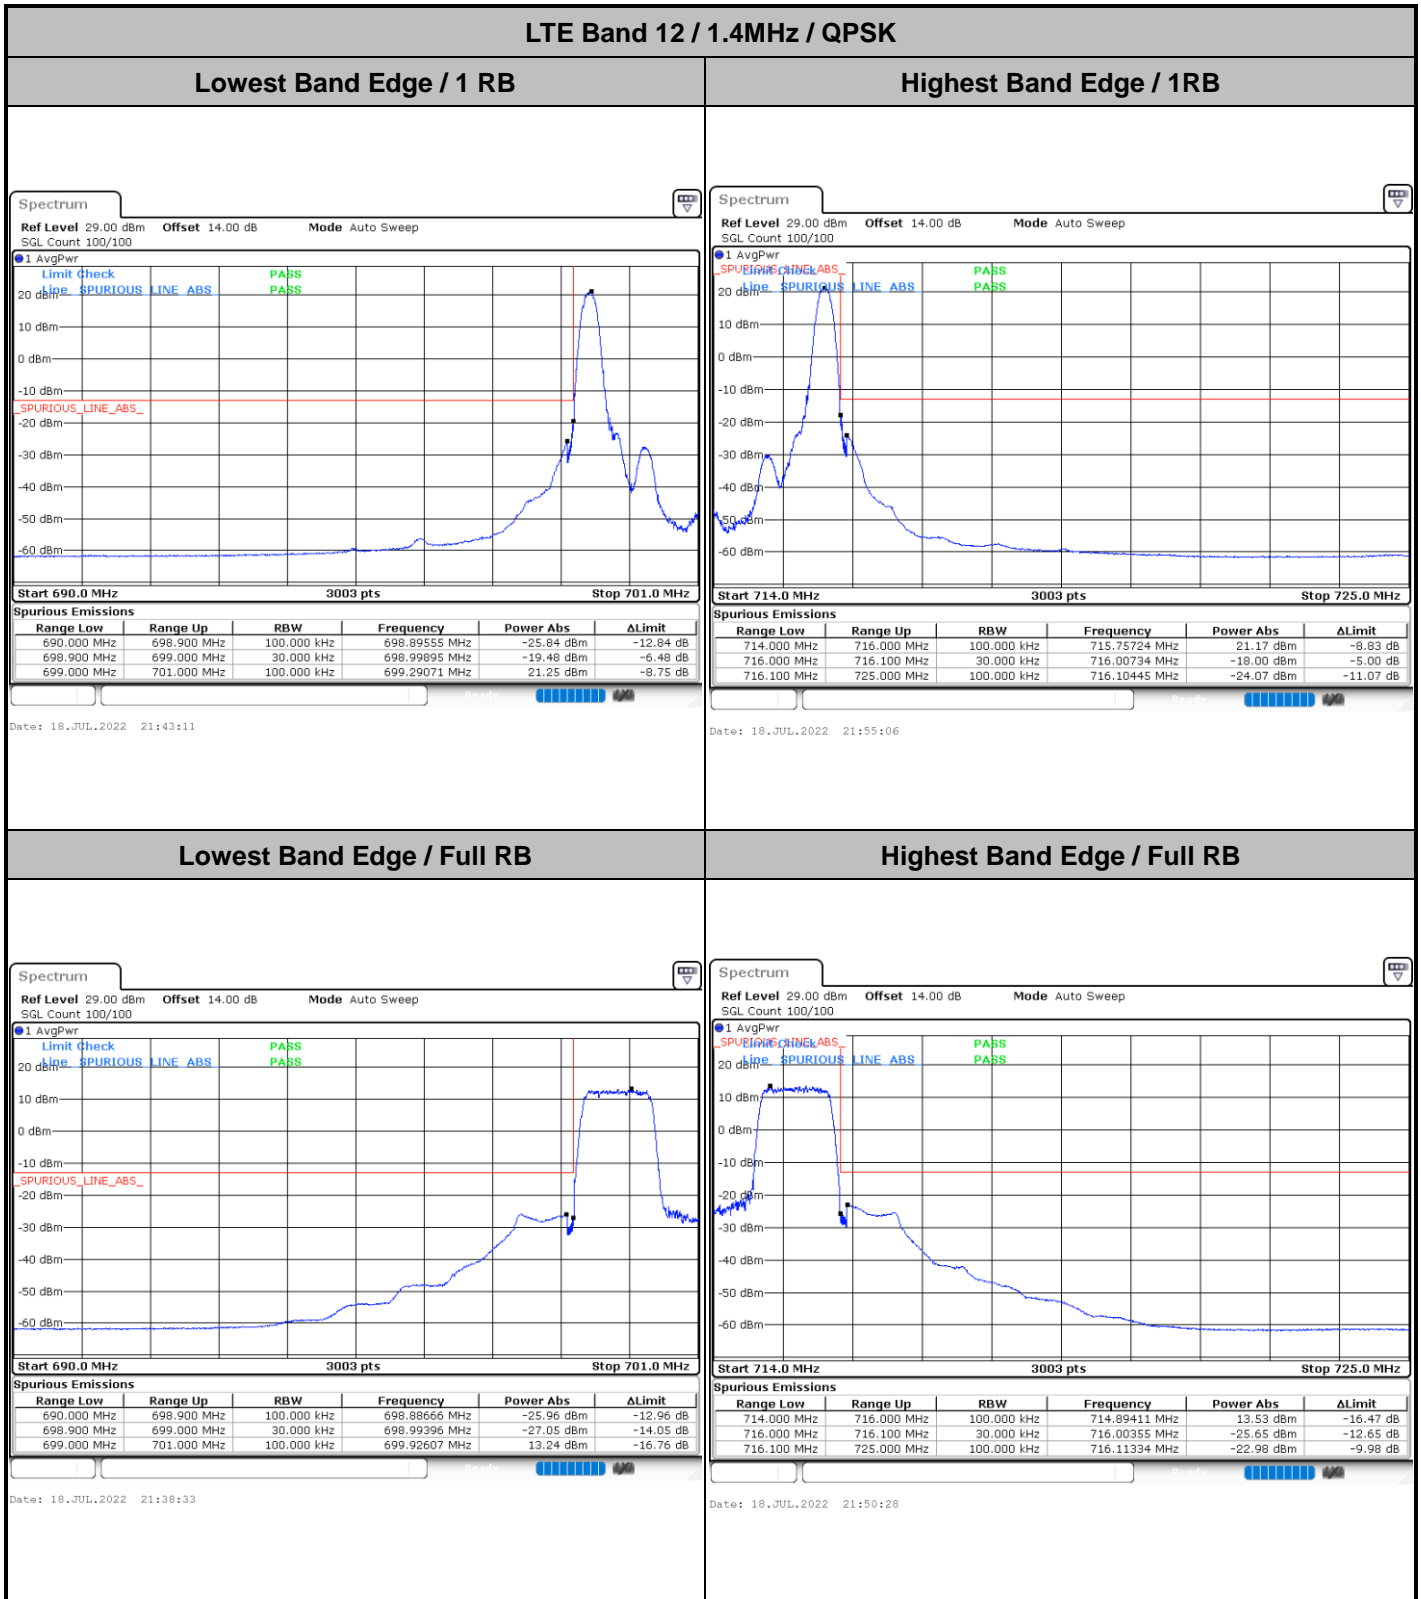 LTE Band 12 / 1.4MHz / QPSK
Lowest Band Edge / 1 RB
Highest Band Edge / 1RB
Spectrum
Ref Level 29.00 dBm Offset 14.00 dB Mode Auto Sweep
SGL Count 100/100
1 AvgPwr
Limit Check PASS
Line _SPURIOUS_LINE_ABS_ PASS
20 dBm
10 dBm
0 dBm
-10 dBm
_SPURIOUS_LINE_ABS_
-20 dBm
-30 dBm
-40 dBm
-50 dBm
-60 dBm
Start 690.0 MHz 3003 pts Stop 701.0 MHz
Spurious Emissions
Range Low Range Up RBW Frequency Power Abs ΔLimit
690.000 MHz 698.900 MHz 100.000 kHz 698.89555 MHz -25.84 dBm -12.84 dB
698.900 MHz 699.000 MHz 30.000 kHz 698.99895 MHz -19.48 dBm -6.48 dB
699.000 MHz 701.000 MHz 100.000 kHz 699.29071 MHz 21.25 dBm -8.75 dB
Ready
Date: 18.JUL.2022 21:43:11
Spectrum
Ref Level 29.00 dBm Offset 14.00 dB Mode Auto Sweep
SGL Count 100/100
1 AvgPwr
_SPURIOUS_LINE_ABS_
Limit Check PASS
Line _SPURIOUS_LINE_ABS_ PASS
20 dBm
10 dBm
0 dBm
-10 dBm
-20 dBm
-30 dBm
-40 dBm
-50 dBm
-60 dBm
Start 714.0 MHz 3003 pts Stop 725.0 MHz
Spurious Emissions
Range Low Range Up RBW Frequency Power Abs ΔLimit
714.000 MHz 716.000 MHz 100.000 kHz 715.75724 MHz 21.17 dBm -8.83 dB
716.000 MHz 716.100 MHz 30.000 kHz 716.00734 MHz -18.00 dBm -5.00 dB
716.100 MHz 725.000 MHz 100.000 kHz 716.10445 MHz -24.07 dBm -11.07 dB
Ready
Date: 18.JUL.2022 21:55:06
Lowest Band Edge / Full RB
Highest Band Edge / Full RB
Spectrum
Ref Level 29.00 dBm Offset 14.00 dB Mode Auto Sweep
SGL Count 100/100
1 AvgPwr
Limit Check PASS
Line _SPURIOUS_LINE_ABS_ PASS
20 dBm
10 dBm
0 dBm
-10 dBm
_SPURIOUS_LINE_ABS_
-20 dBm
-30 dBm
-40 dBm
-50 dBm
-60 dBm
Start 690.0 MHz 3003 pts Stop 701.0 MHz
Spurious Emissions
Range Low Range Up RBW Frequency Power Abs ΔLimit
690.000 MHz 698.900 MHz 100.000 kHz 698.88666 MHz -25.96 dBm -12.96 dB
698.900 MHz 699.000 MHz 30.000 kHz 698.99396 MHz -27.05 dBm -14.05 dB
699.000 MHz 701.000 MHz 100.000 kHz 699.92607 MHz 13.24 dBm -16.76 dB
Ready
Date: 18.JUL.2022 21:38:33
Spectrum
Ref Level 29.00 dBm Offset 14.00 dB Mode Auto Sweep
SGL Count 100/100
1 AvgPwr
_SPURIOUS_LINE_ABS_
Limit Check PASS
Line _SPURIOUS_LINE_ABS_ PASS
20 dBm
10 dBm
0 dBm
-10 dBm
-20 dBm
-30 dBm
-40 dBm
-50 dBm
-60 dBm
Start 714.0 MHz 3003 pts Stop 725.0 MHz
Spurious Emissions
Range Low Range Up RBW Frequency Power Abs ΔLimit
714.000 MHz 716.000 MHz 100.000 kHz 714.89411 MHz 13.53 dBm -16.47 dB
716.000 MHz 716.100 MHz 30.000 kHz 716.00355 MHz -25.65 dBm -12.65 dB
716.100 MHz 725.000 MHz 100.000 kHz 716.11334 MHz -22.98 dBm -9.98 dB
Ready
Date: 18.JUL.2022 21:50:28